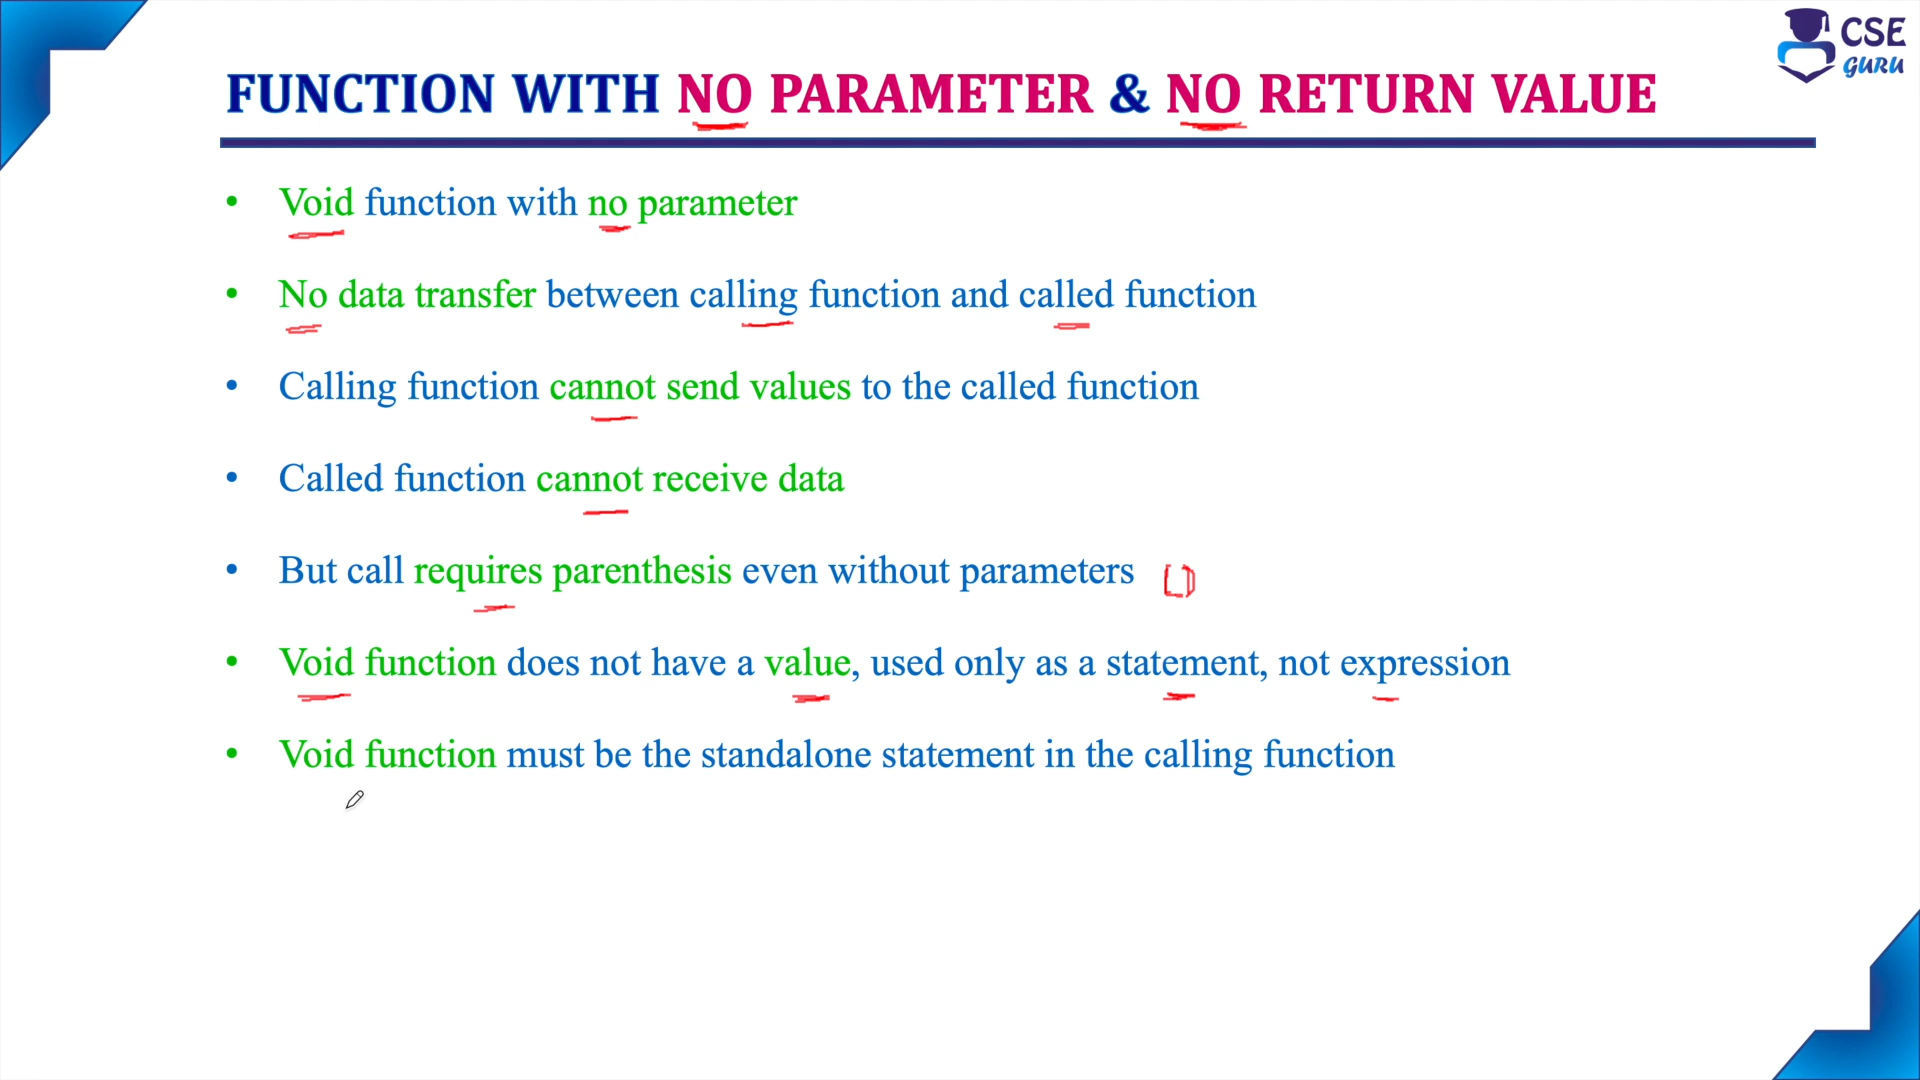 CSE
GURU
FUNCTION WITH NO PARAMETER & NO RETURN VALUE
• Void function with no parameter
• No data transfer between calling function and called function
• Calling function cannot send values to the called function
• Called function cannot receive data
• But call requires parenthesis even without parameters ()
• Void function does not have a value, used only as a statement, not expression
• Void function must be the standalone statement in the calling function